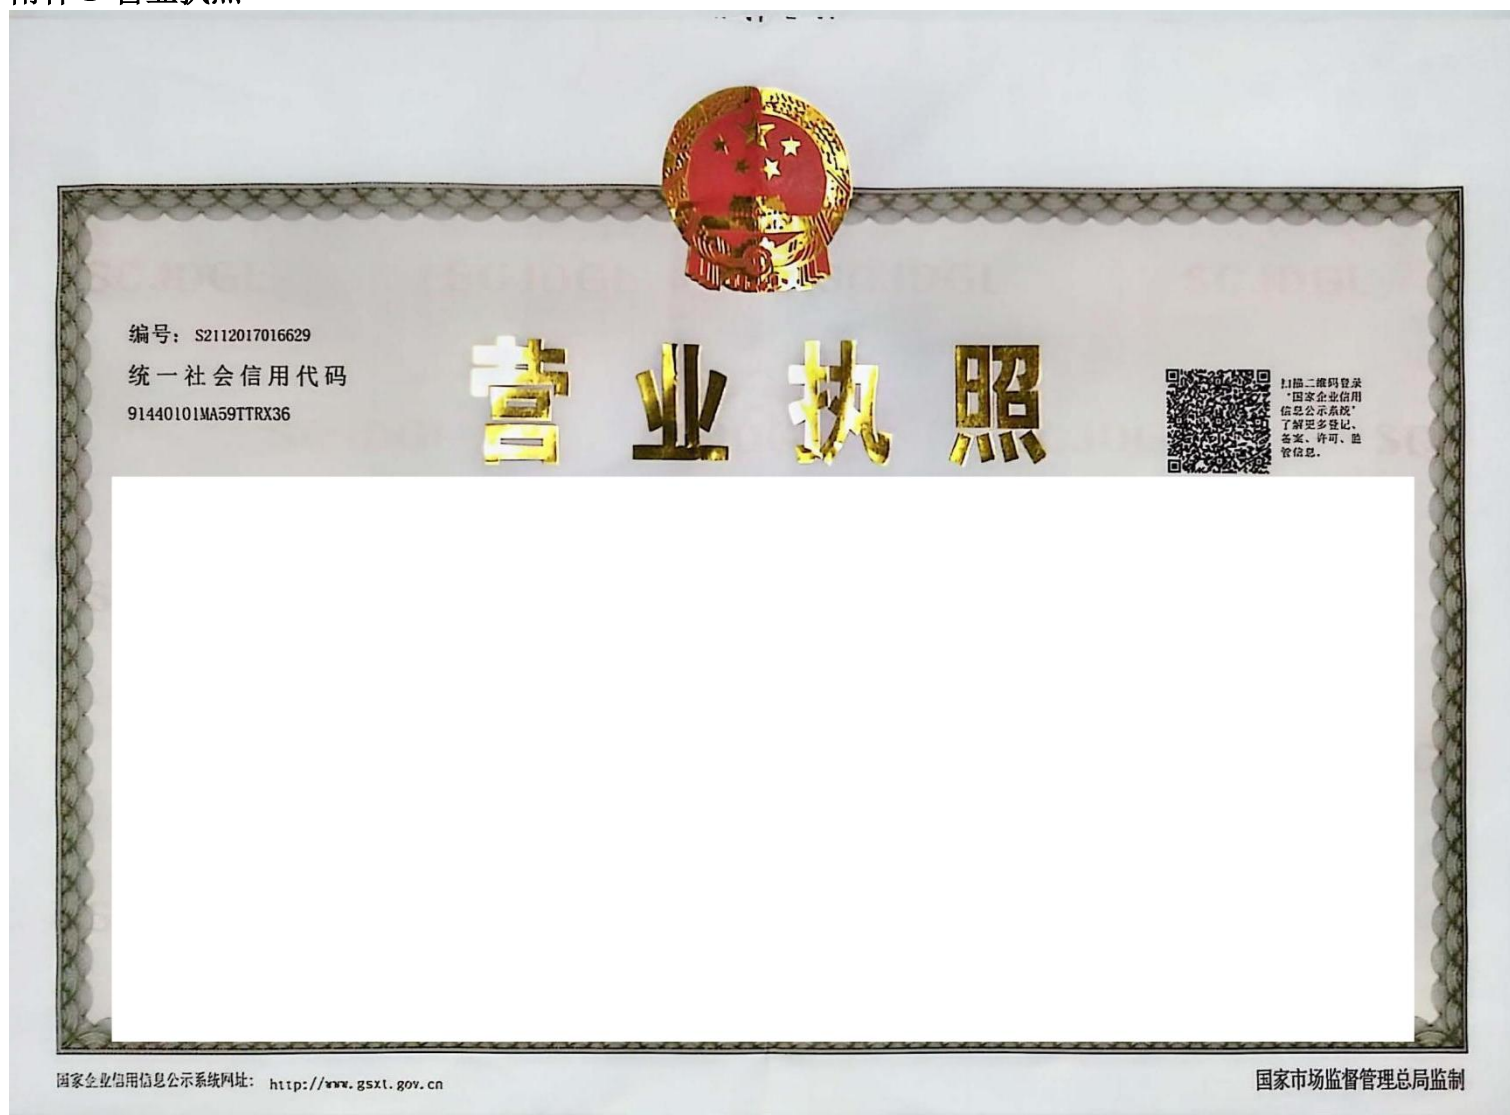 营业执照
编号：S2112017016629
统一社会信用代码
91440101MA59TTRX36
营业执照
扫描二维码登录
“国家企业信用
信息公示系统”
了解更多登记、
备案、许可、监
管信息。
国家企业信用信息公示系统网址：http://www.gsxt.gov.cn
国家市场监督管理总局监制